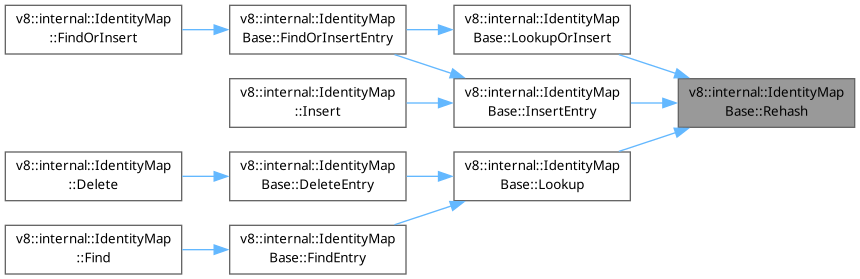 v8::internal::IdentityMap
::FindOrInsert
v8::internal::IdentityMap
Base::FindOrInsertEntry
v8::internal::IdentityMap
Base::LookupOrInsert
v8::internal::IdentityMap
::Insert
v8::internal::IdentityMap
Base::InsertEntry
v8::internal::IdentityMap
Base::Rehash
v8::internal::IdentityMap
::Delete
v8::internal::IdentityMap
Base::DeleteEntry
v8::internal::IdentityMap
Base::Lookup
v8::internal::IdentityMap
::Find
v8::internal::IdentityMap
Base::FindEntry